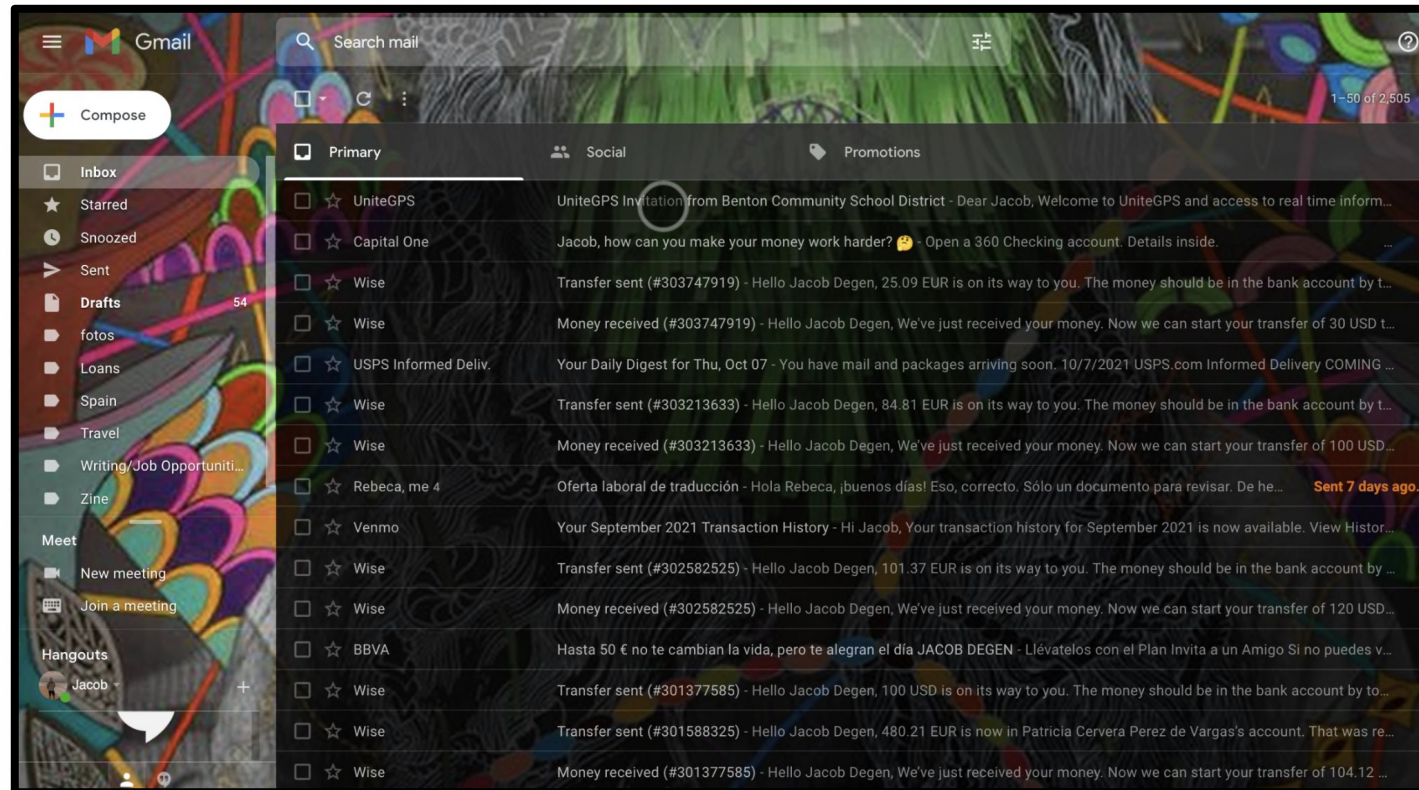 Gmail
Search mail
Compose
1–50 of 2,505
Primary Social Promotions
Inbox
Starred
Snoozed
Sent
Drafts 54
fotos
Loans
Spain
Travel
Writing/Job Opportuniti...
Zine
Meet
New meeting
Join a meeting
Hangouts
Jacob
UniteGPS UniteGPS Invitation from Benton Community School District - Dear Jacob, Welcome to UniteGPS and access to real time inform...
Capital One Jacob, how can you make your money work harder? 🤔 - Open a 360 Checking account. Details inside. ...
Wise Transfer sent (#303747919) - Hello Jacob Degen, 25.09 EUR is on its way to you. The money should be in the bank account by t...
Wise Money received (#303747919) - Hello Jacob Degen, We've just received your money. Now we can start your transfer of 30 USD t...
USPS Informed Deliv. Your Daily Digest for Thu, Oct 07 - You have mail and packages arriving soon. 10/7/2021 USPS.com Informed Delivery COMING ...
Wise Transfer sent (#303213633) - Hello Jacob Degen, 84.81 EUR is on its way to you. The money should be in the bank account by t...
Wise Money received (#303213633) - Hello Jacob Degen, We've just received your money. Now we can start your transfer of 100 USD...
Rebeca, me 4 Oferta laboral de traducción - Hola Rebeca, ¡buenos días! Eso, correcto. Sólo un documento para revisar. De he... Sent 7 days ago.
Venmo Your September 2021 Transaction History - Hi Jacob, Your transaction history for September 2021 is now available. View Histor...
Wise Transfer sent (#302582525) - Hello Jacob Degen, 101.37 EUR is on its way to you. The money should be in the bank account by ...
Wise Money received (#302582525) - Hello Jacob Degen, We've just received your money. Now we can start your transfer of 120 USD...
BBVA Hasta 50 € no te cambian la vida, pero te alegran el día JACOB DEGEN - Llévatelos con el Plan Invita a un Amigo Si no puedes v...
Wise Transfer sent (#301377585) - Hello Jacob Degen, 100 USD is on its way to you. The money should be in the bank account by to...
Wise Transfer sent (#301588325) - Hello Jacob Degen, 480.21 EUR is now in Patricia Cervera Perez de Vargas's account. That was re...
Wise Money received (#301377585) - Hello Jacob Degen, We've just received your money. Now we can start your transfer of 104.12 ...